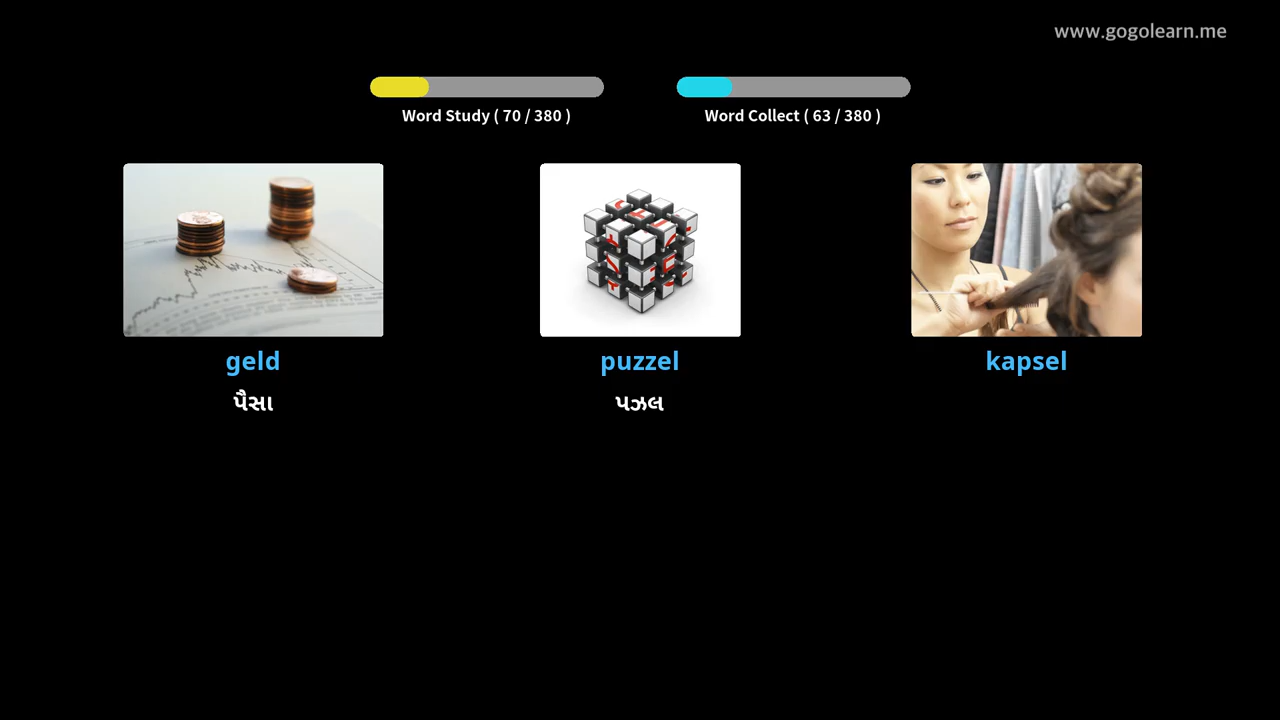 www.gogolearn.me
Word Study ( 70 / 380 )
Word Collect ( 63 / 380 )
geld
puzzel
kapsel
પૈસા
પઝલ